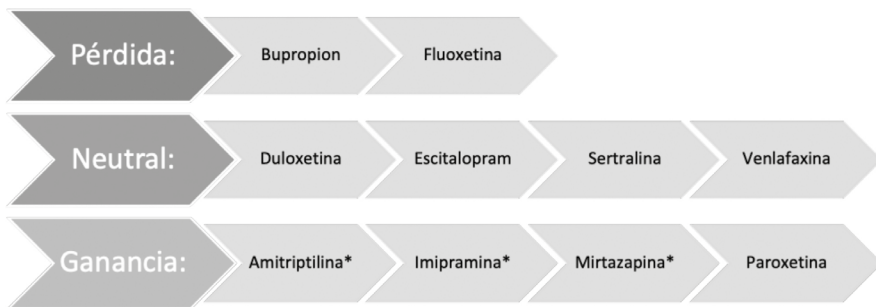 Pérdida: Bupropion Fluoxetina
Neutral: Duloxetina Escitalopram Sertralina Venlafaxina
Ganancia: Amitriptilina* Imipramina* Mirtazapina* Paroxetina